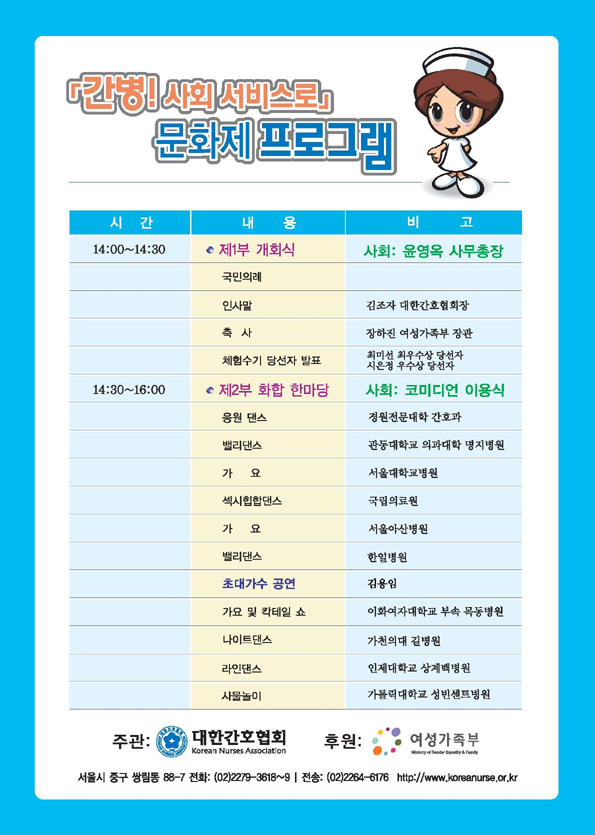 「간병! 사회 서비스로」
문화제 프로그램
시 간 내 용 비 고
14:00~14:30 제1부 개회식 사회: 윤영옥 사무총장
국민의례
인사말 김조자 대한간호협회장
축 사 장하진 여성가족부 장관
체험수기 당선자 발표 최미선 최우수상 당선자
시은정 우수상 당선자
14:30~16:00 제2부 화합 한마당 사회: 코미디언 이용식
응원 댄스 경원전문대학 간호과
밸리댄스 관동대학교 의과대학 명지병원
가 요 서울대학교병원
섹시힙합댄스 국립의료원
가 요 서울아산병원
밸리댄스 한일병원
초대가수 공연 김용임
가요 및 칵테일 쇼 이화여자대학교 부속 목동병원
나이트댄스 가천의대 길병원
라인댄스 인제대학교 상계백병원
사물놀이 가톨릭대학교 성빈센트병원
주관: 대한간호협회 후원: 여성가족부
Korean Nurses Association Ministry of Gender Equality & Family
서울시 중구 쌍림동 88-7 전화: (02)2279-3618~9 | 전송: (02)2264-6176 http://www.koreanurse.or.kr